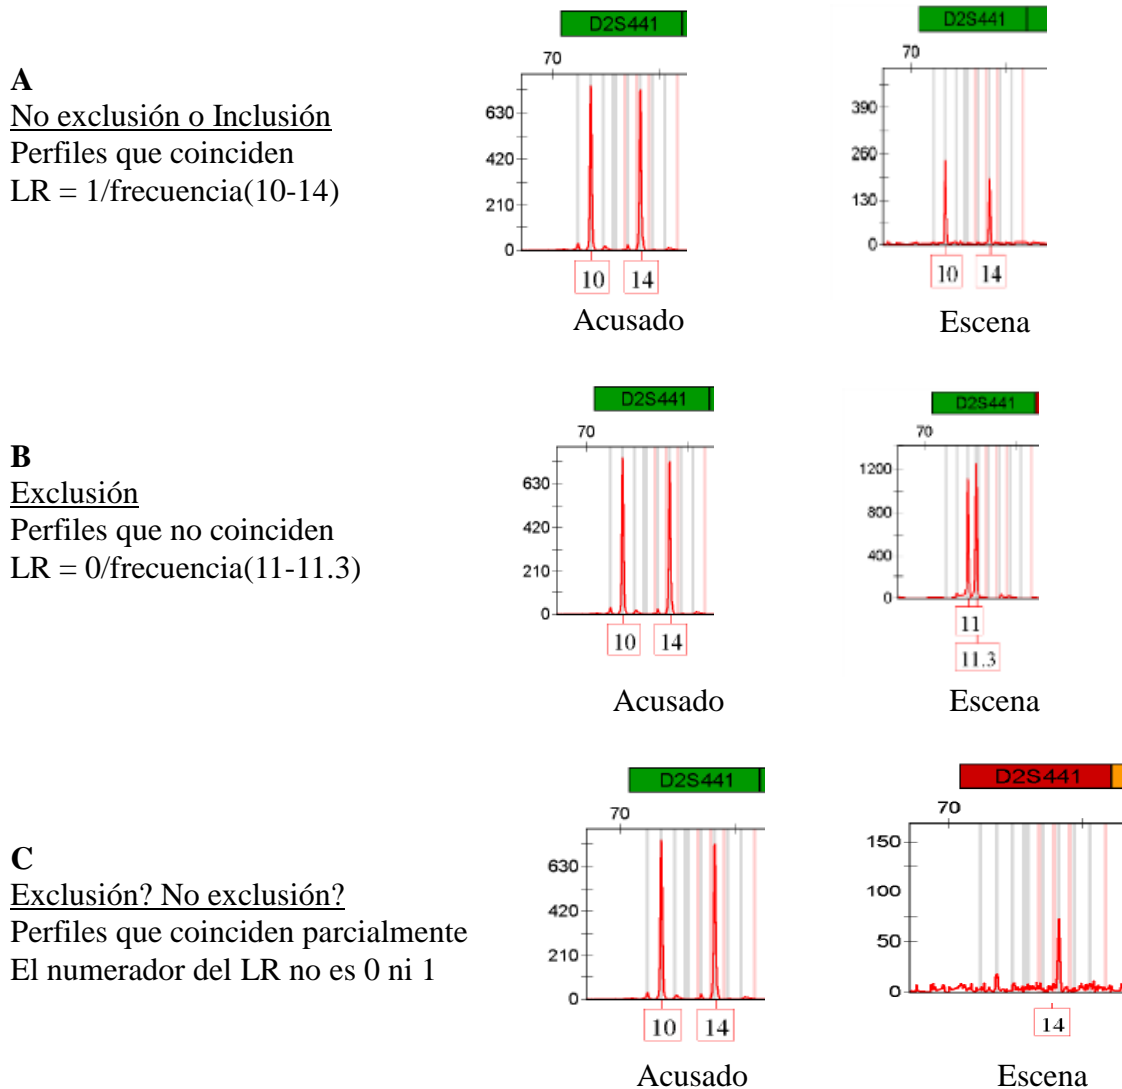 D2S441
D2S441
70
70
A
No exclusión o Inclusión
Perfiles que coinciden
LR = 1/frecuencia(10-14)
630
420
210
0
390
260
130
0
10
14
10
14
Acusado
Escena
D2S441
D2S441
70
70
B
Exclusión
Perfiles que no coinciden
LR = 0/frecuencia(11-11.3)
630
420
210
0
1200
800
400
0
10
14
11
11.3
Acusado
Escena
D2S441
D2S441
70
70
C
Exclusión? No exclusión?
Perfiles que coinciden parcialmente
El numerador del LR no es 0 ni 1
630
420
210
0
150
100
50
0
10
14
14
Acusado
Escena